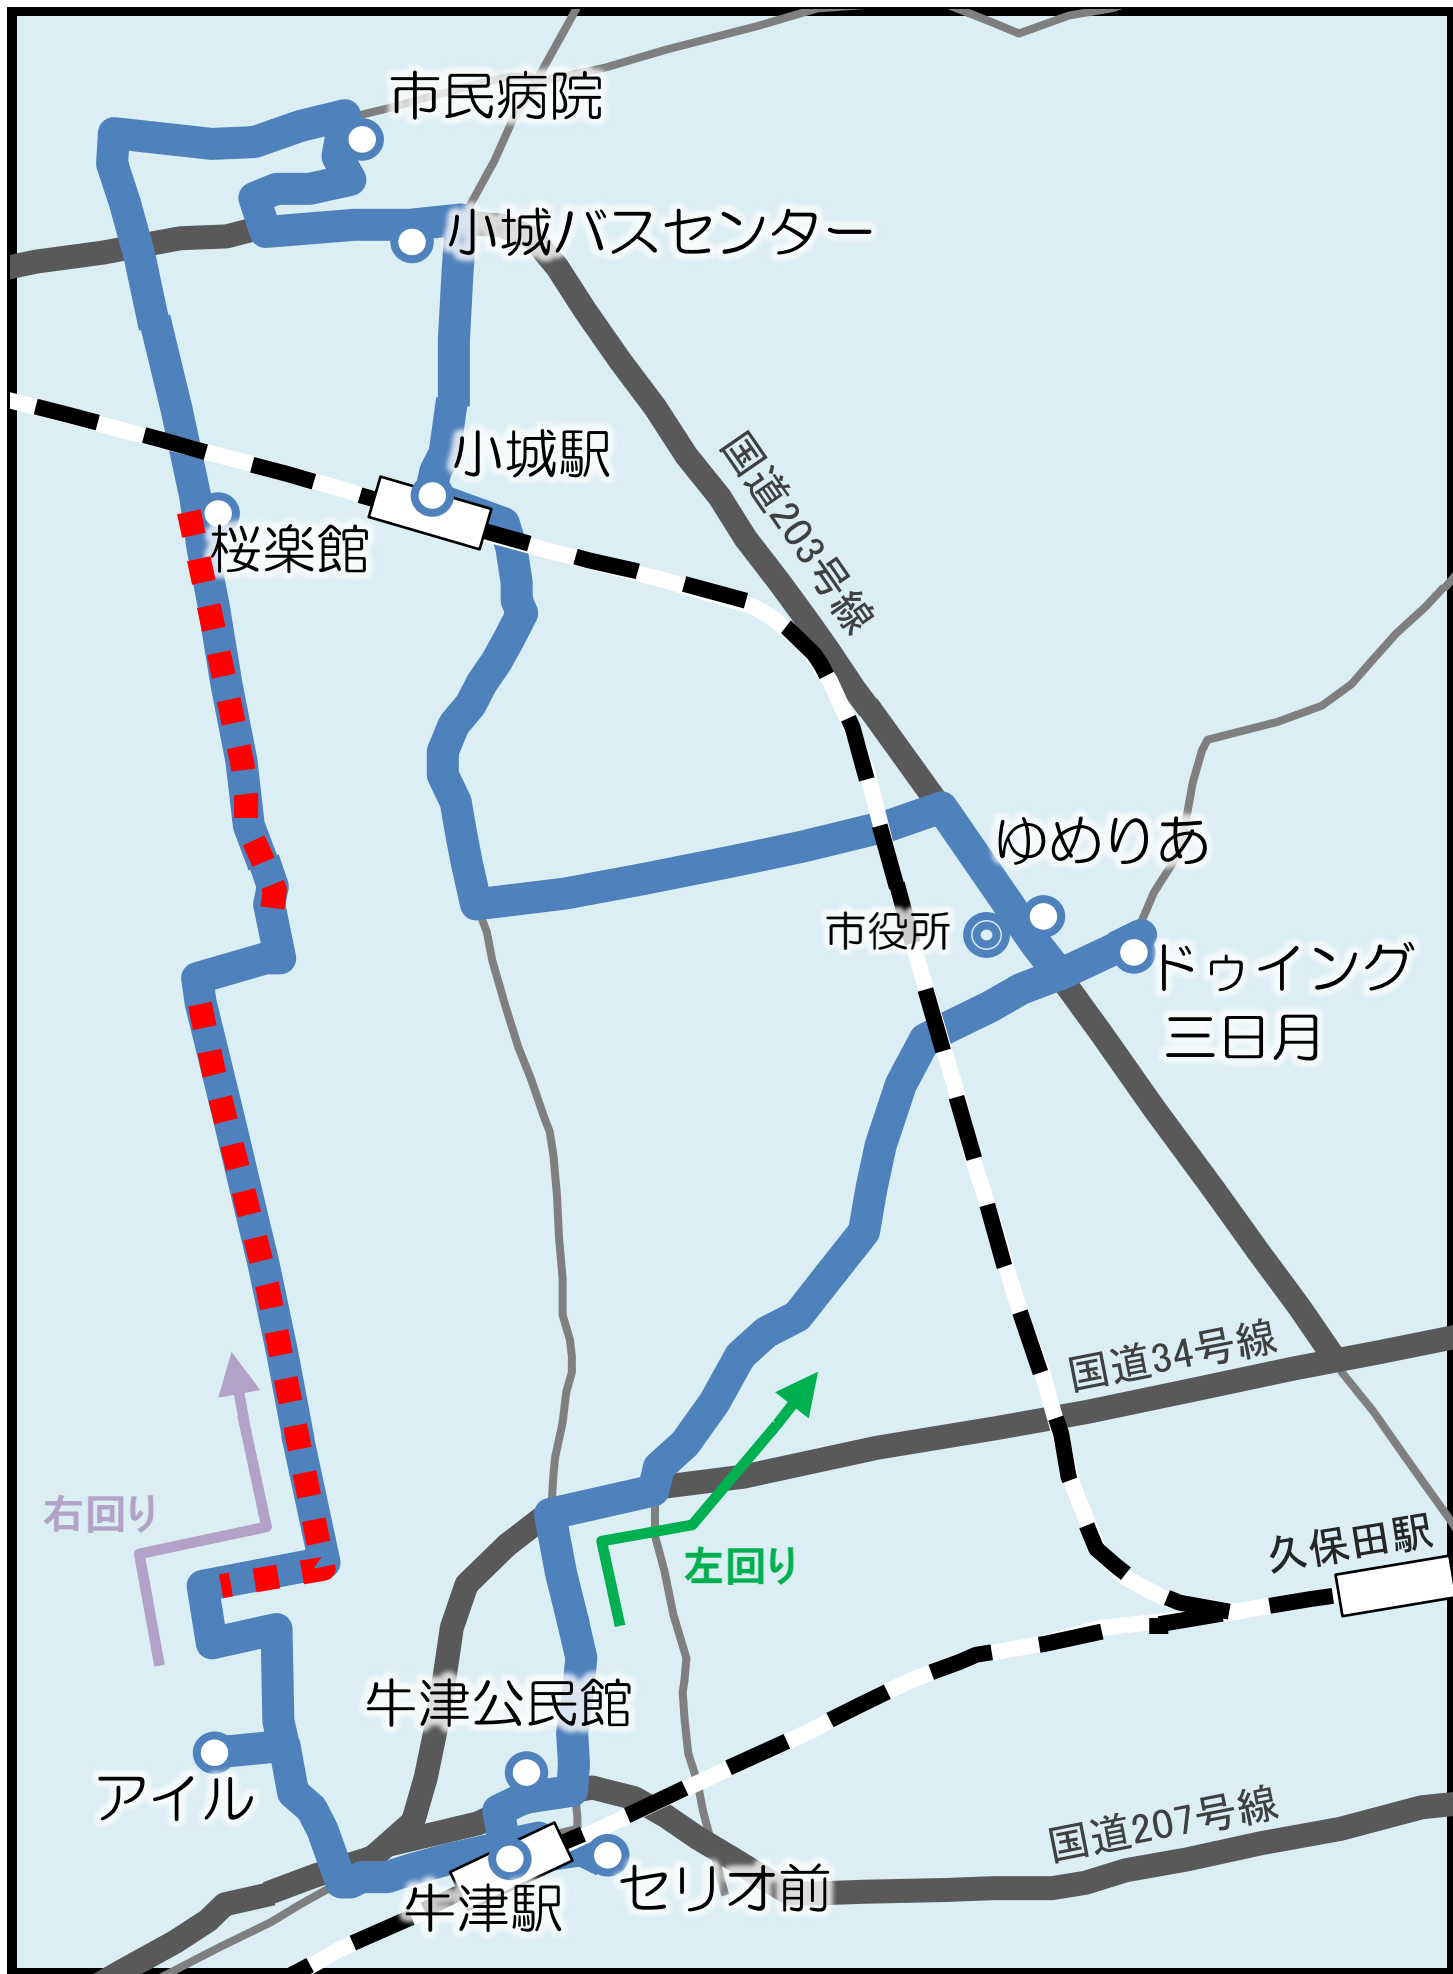 市民病院
小城バスセンター
小城駅
国道203号線
桜楽館
ゆめりあ
市役所
ドゥイング
三日月
国道34号線
右回り
左回り
久保田駅
牛津公民館
アイル
国道207号線
セリオ前
牛津駅